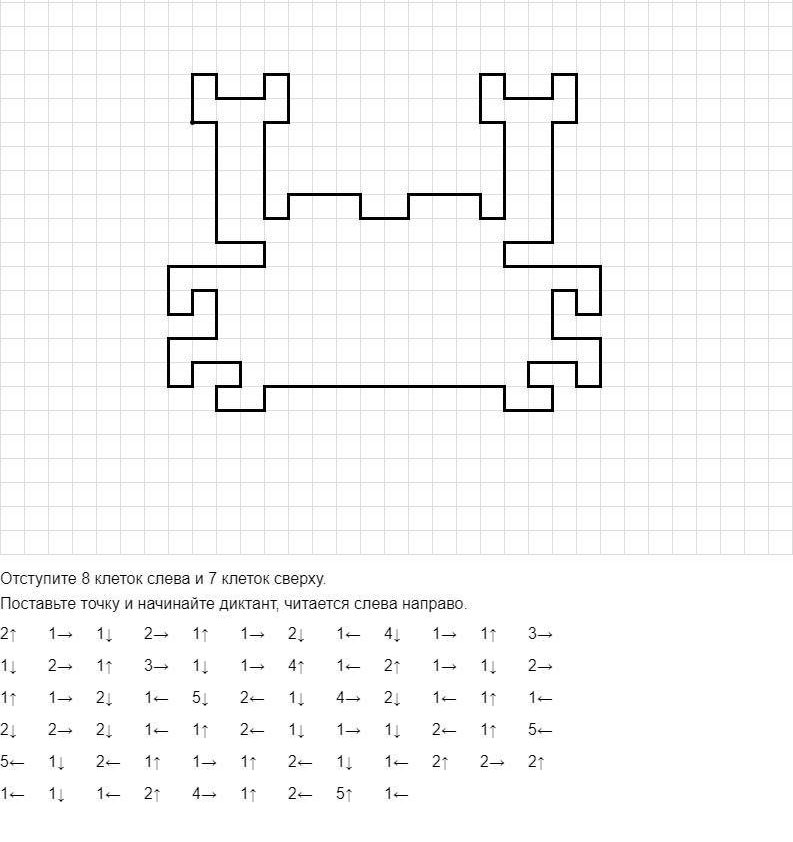 Отступите 8 клеток слева и 7 клеток сверху.
Поставьте точку и начинайте диктант, читается слева направо.
2↑ 1→ 1↓ 2→ 1↑ 1→ 2↓ 1← 4↓ 1→ 1↑ 3→
1↓ 2→ 1↑ 3→ 1↓ 1→ 4↑ 1← 2↑ 1→ 1↓ 2→
1↑ 1→ 2↓ 1← 5↓ 2← 1↓ 4→ 2↓ 1← 1↑ 1←
2↓ 2→ 2↓ 1← 1↑ 2← 1↓ 1→ 1↓ 2← 1↑ 5←
5← 1↓ 2← 1↑ 1→ 1↑ 2← 1↓ 1← 2↑ 2→ 2↑
1← 1↓ 1← 2↑ 4→ 1↑ 2← 5↑ 1←